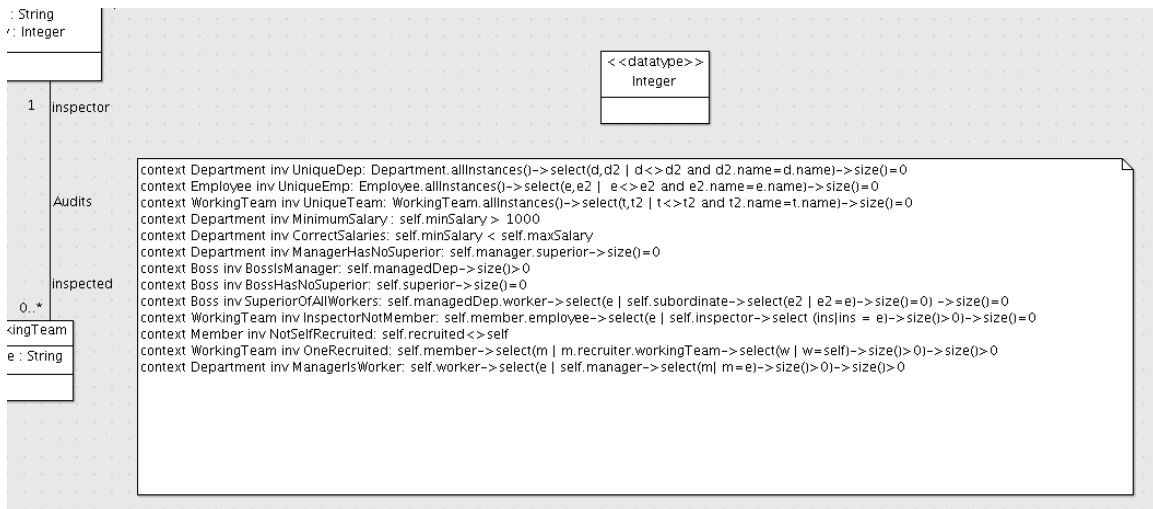 : String
: Integer
<<datatype>>
Integer
1
inspector
Audits
inspected
0..*
kingTeam
e : String
context Department inv UniqueDep: Department.allInstances()->select(d,d2 | d<>d2 and d2.name=d.name)->size()=0
context Employee inv UniqueEmp: Employee.allInstances()->select(e,e2 | e<>e2 and e2.name=e.name)->size()=0
context WorkingTeam inv UniqueTeam: WorkingTeam.allInstances()->select(t,t2 | t<>t2 and t2.name=t.name)->size()=0
context Department inv MinimumSalary : self.minSalary > 1000
context Department inv CorrectSalaries: self.minSalary < self.maxSalary
context Department inv ManagerHasNoSuperior: self.manager.superior->size()=0
context Boss inv BossIsManager: self.managedDep->size()>0
context Boss inv BossHasNoSuperior: self.superior->size()=0
context Boss inv SuperiorOfAllWorkers: self.managedDep.worker->select(e | self.subordinate->select(e2 | e2=e)->size()=0) ->size()=0
context WorkingTeam inv InspectorNotMember: self.member.employee->select(e | self.inspector->select (ins|ins = e)->size()>0)->size()=0
context Member inv NotSelfRecruited: self.recruited<>self
context WorkingTeam inv OneRecruited: self.member->select(m | m.recruiter.workingTeam->select(w | w=self)->size()>0)->size()>0
context Department inv ManagerIsWorker: self.worker->select(e | self.manager->select(m| m=e)->size()>0)->size()>0